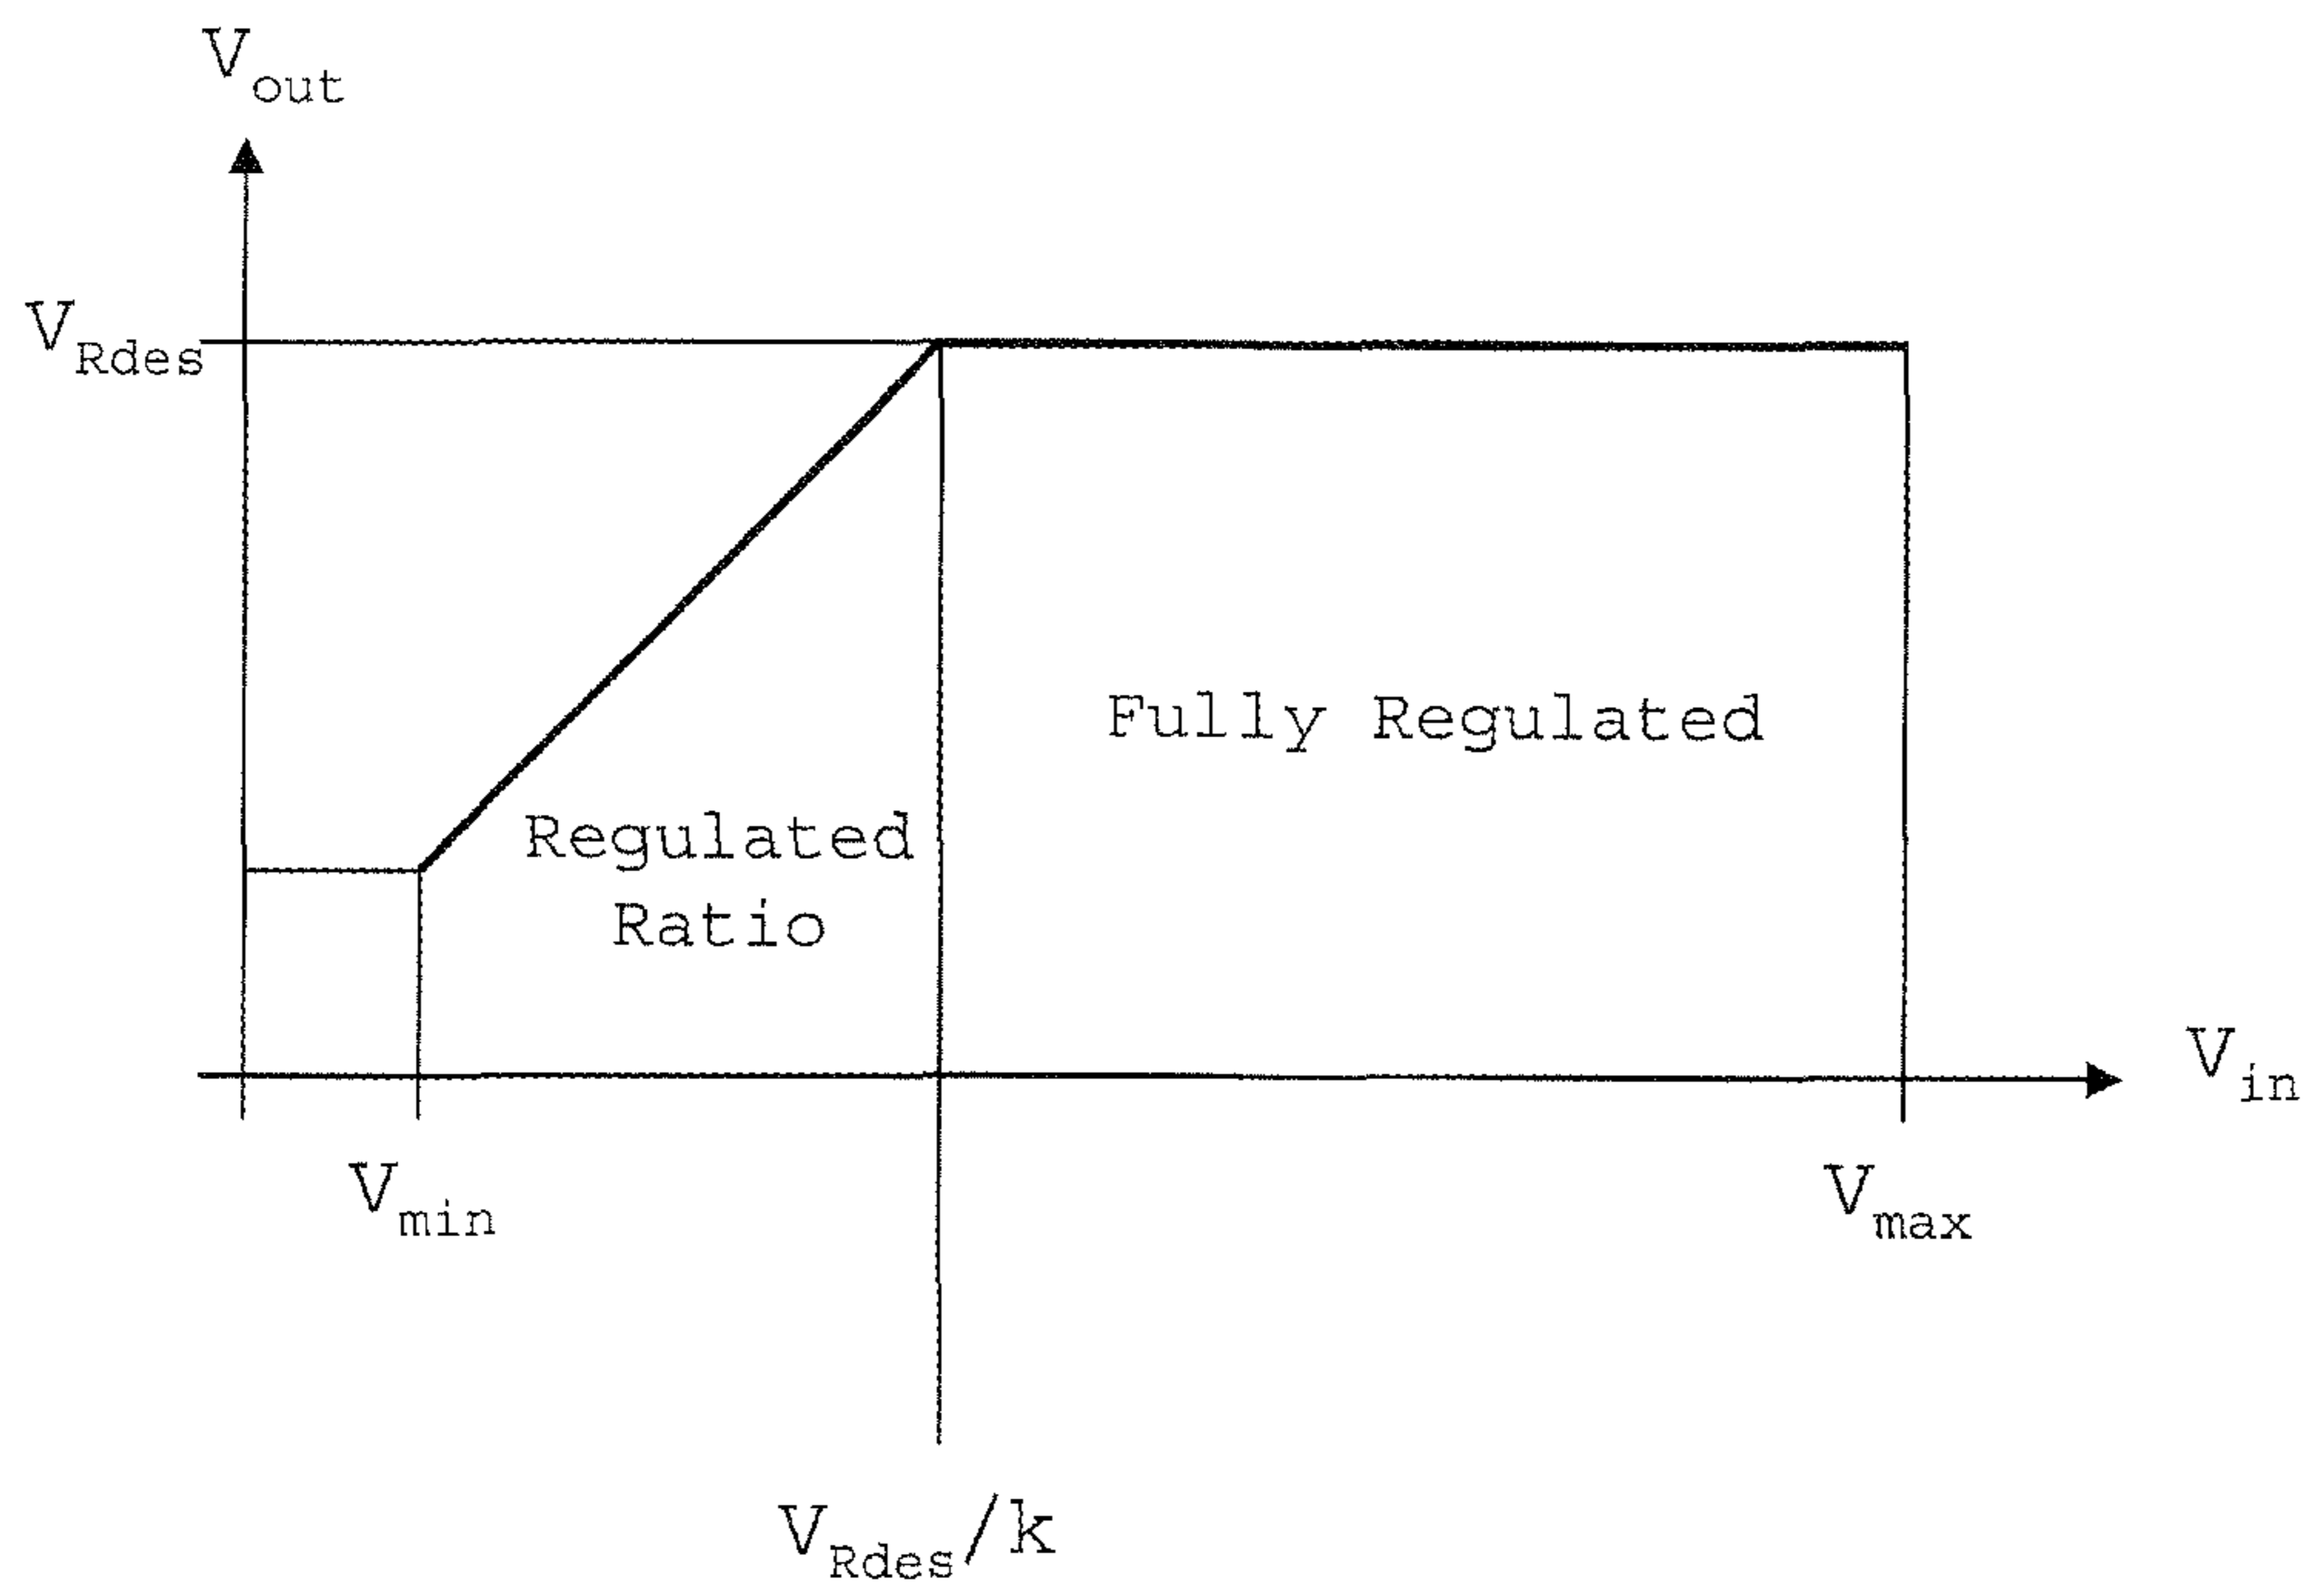 Vout
VRdes
Fully Regulated
Regulated
Ratio
Vin
Vmin
Vmax
VRdes/k